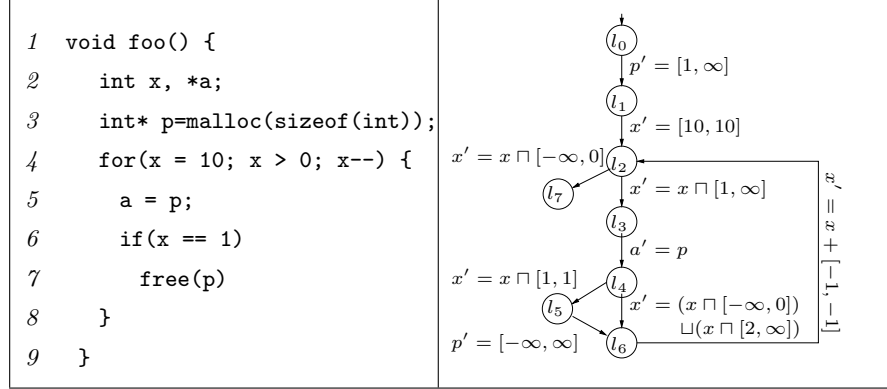 1 void foo() {
2 int x, *a;
3 int* p=malloc(sizeof(int));
4 for(x = 10; x > 0; x--) {
5 a = p;
6 if(x == 1)
7 free(p)
8 }
9 }
l₀
p′ = [1, ∞]
l₁
x′ = [10, 10]
x′ = x ⊓ [−∞, 0]
l₂
l₇
x′ = x ⊓ [1, ∞]
l₃
a′ = p
x′ = x ⊓ [1, 1]
l₄
l₅
x′ = (x ⊓ [−∞, 0])
⊔(x ⊓ [2, ∞])
p′ = [−∞, ∞]
l₆
x′ = x + [−1, −1]